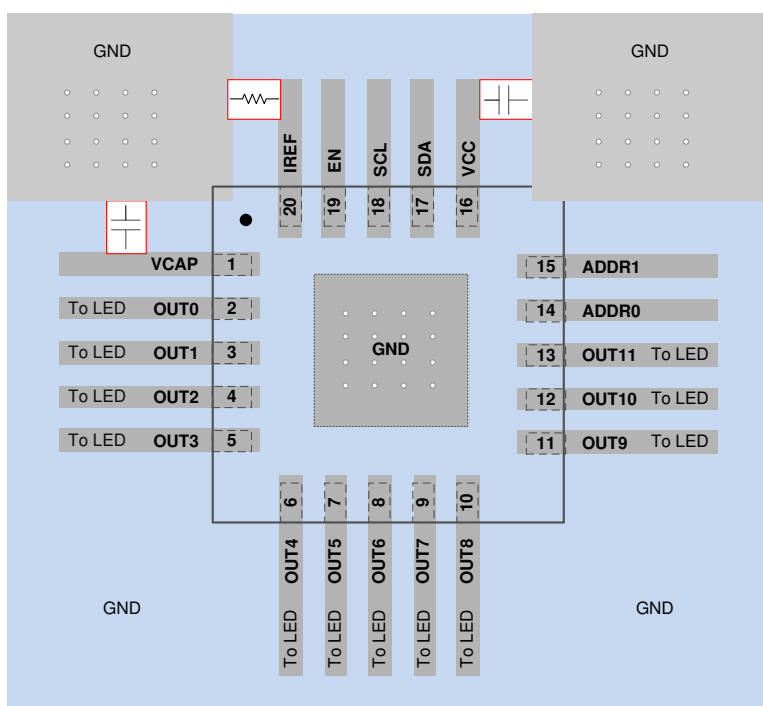 GND
GND
IREF
EN
SCL
SDA
VCC
20
19
18
17
16
VCAP 1
To LED OUT0 2
To LED OUT1 3
To LED OUT2 4
To LED OUT3 5
15 ADDR1
14 ADDR0
13 OUT11 To LED
12 OUT10 To LED
11 OUT9 To LED
GND
To LED OUT4 6
To LED OUT5 7
To LED OUT6 8
To LED OUT7 9
To LED OUT8 10
GND
GND